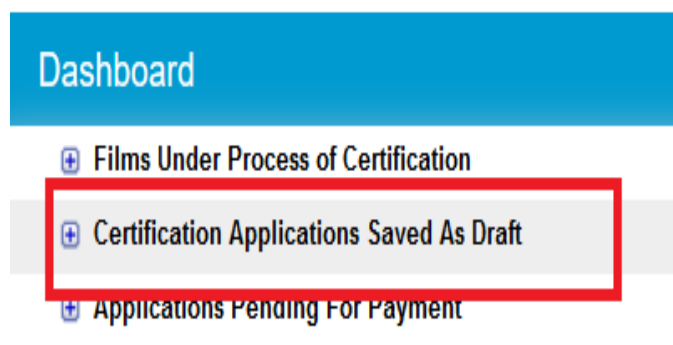 Dashboard
Films Under Process of Certification
Certification Applications Saved As Draft
Applications Pending For Payment